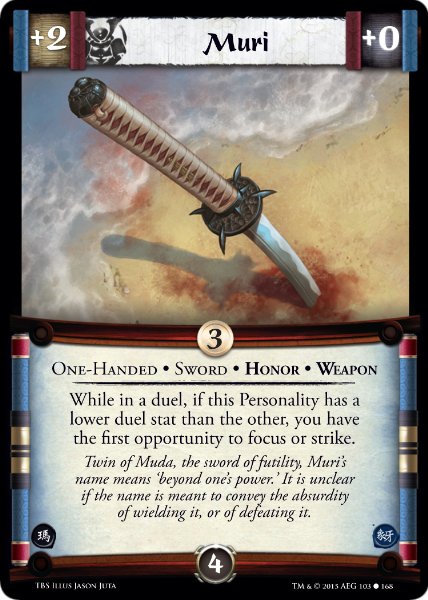 +2
Muri
+0
3
One-Handed • Sword • Honor • Weapon
While in a duel, if this Personality has a
lower duel stat than the other, you have
the first opportunity to focus or strike.
Twin of Muda, the sword of futility, Muri's
name means 'beyond one's power.' It is unclear
if the name is meant to convey the absurdity
of wielding it, or of defeating it.
4
TBS Illus Jason Juta
TM & © 2015 AEG 103 • 168